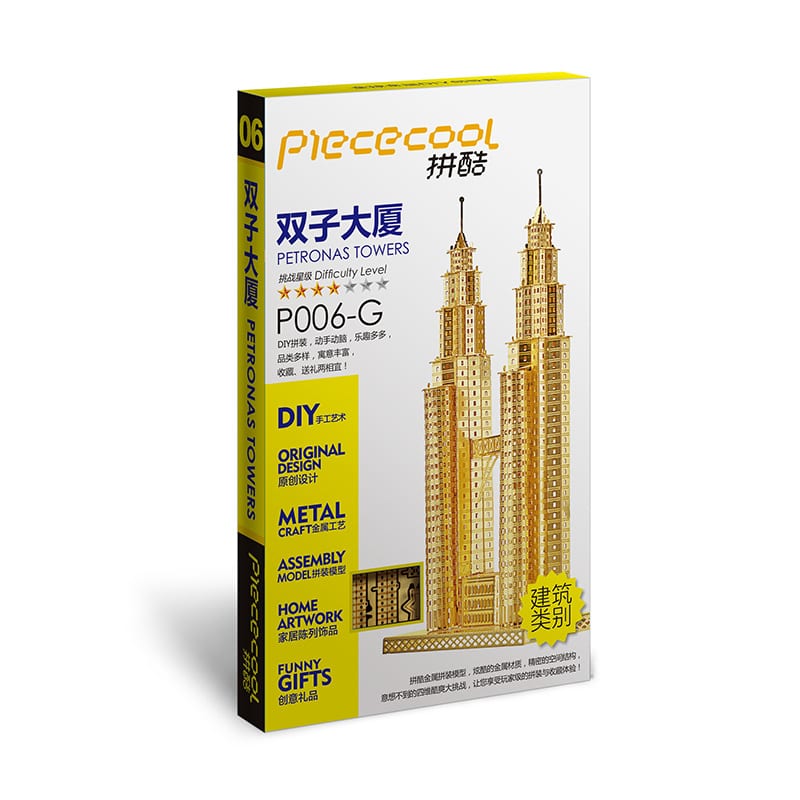 06
双子大厦 PETRONAS TOWERS
piececool
拼酷
piececool
拼酷
双子大厦
PETRONAS TOWERS
挑战星级 Difficulty Level
P006-G
DIY拼装，动手动脑，乐趣多多，
品类多样，寓意丰富，
收藏、送礼两相宜！
DIY手工艺术
ORIGINAL
DESIGN
原创设计
METAL
CRAFT金属工艺
ASSEMBLY
MODEL拼装模型
HOME
ARTWORK
家居陈列饰品
FUNNY
GIFTS
创意礼品
建筑
类别
拼酷金属拼装模型，炫酷的金属材质，精密的空间结构，
意想不到的四维酷爽大挑战，让您享受玩家级的拼装与收藏体验！